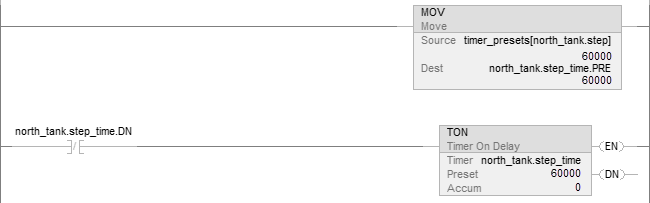 MOV
Move
Source timer_presets[north_tank.step]
60000
Dest north_tank.step_time.PRE
60000
north_tank.step_time.DN
TON
Timer On Delay EN
Timer north_tank.step_time
Preset 60000 DN
Accum 0